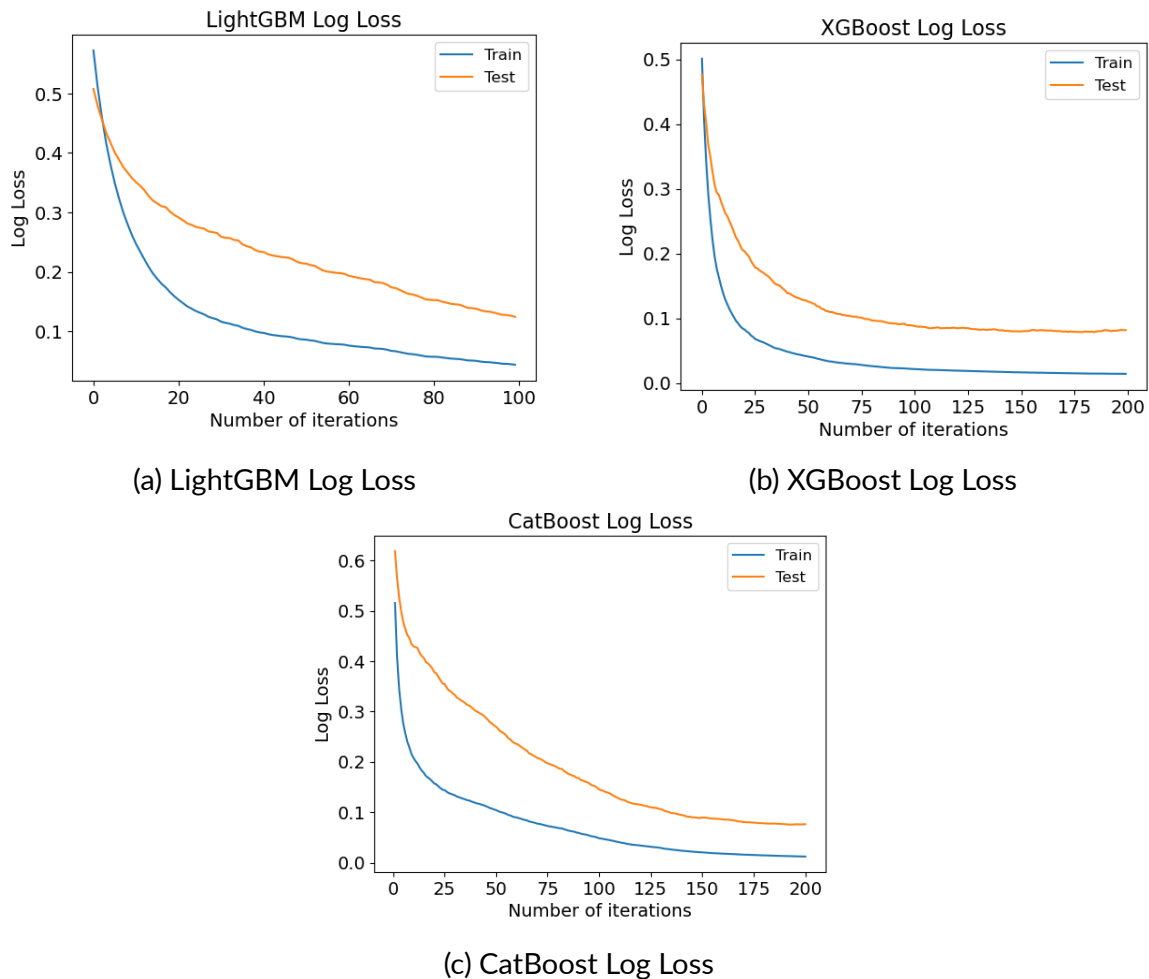 LightGBM Log Loss
Train
Test
0.5
0.4
0.3
0.2
0.1
Log Loss
0 20 40 60 80 100
Number of iterations
(a) LightGBM Log Loss
XGBoost Log Loss
Train
Test
0.5
0.4
0.3
0.2
0.1
0.0
Log Loss
0 25 50 75 100 125 150 175 200
Number of iterations
(b) XGBoost Log Loss
CatBoost Log Loss
Train
Test
0.6
0.5
0.4
0.3
0.2
0.1
0.0
Log Loss
0 25 50 75 100 125 150 175 200
Number of iterations
(c) CatBoost Log Loss